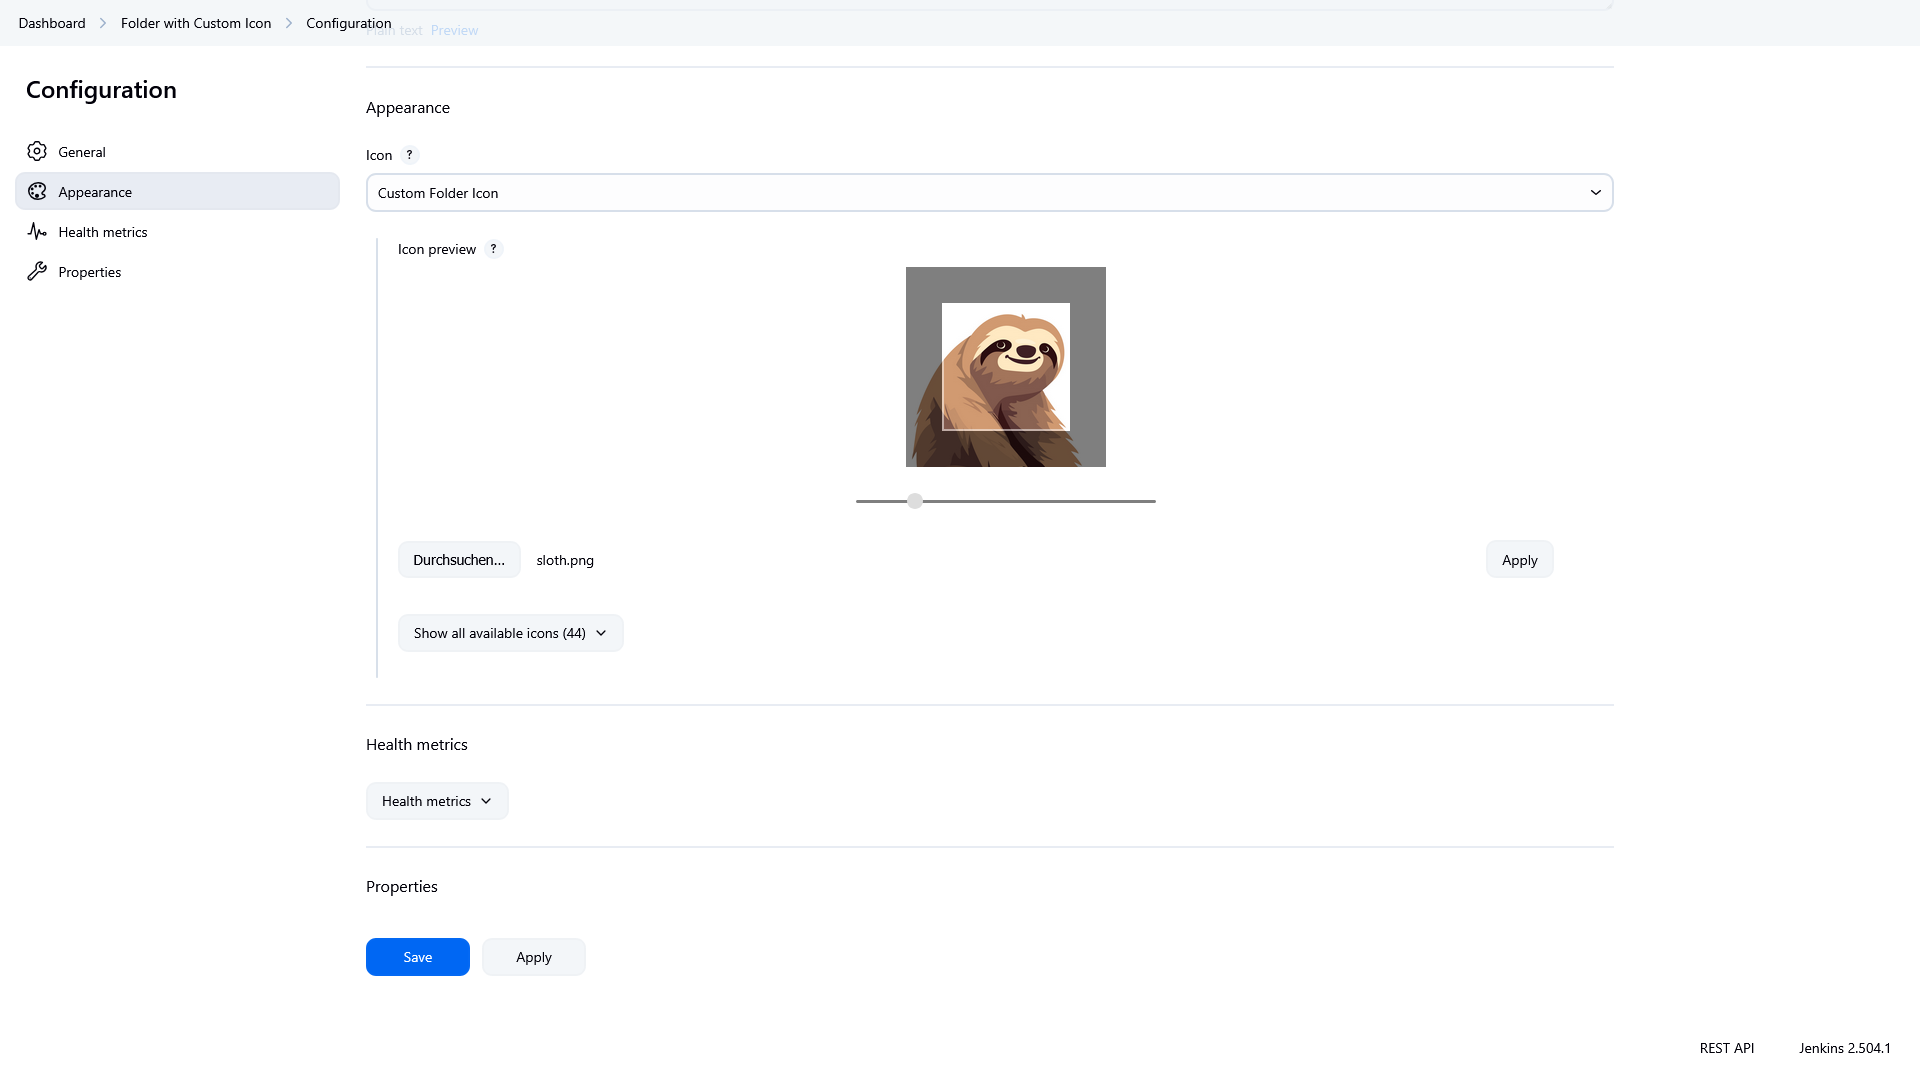 Dashboard > Folder with Custom Icon > Configuration
Plain text Preview
Configuration
General
Appearance
Health metrics
Properties
Appearance
Icon ?
Custom Folder Icon
Icon preview ?
Durchsuchen... sloth.png Apply
Show all available icons (44)
Health metrics
Health metrics
Properties
Save Apply
REST API Jenkins 2.504.1